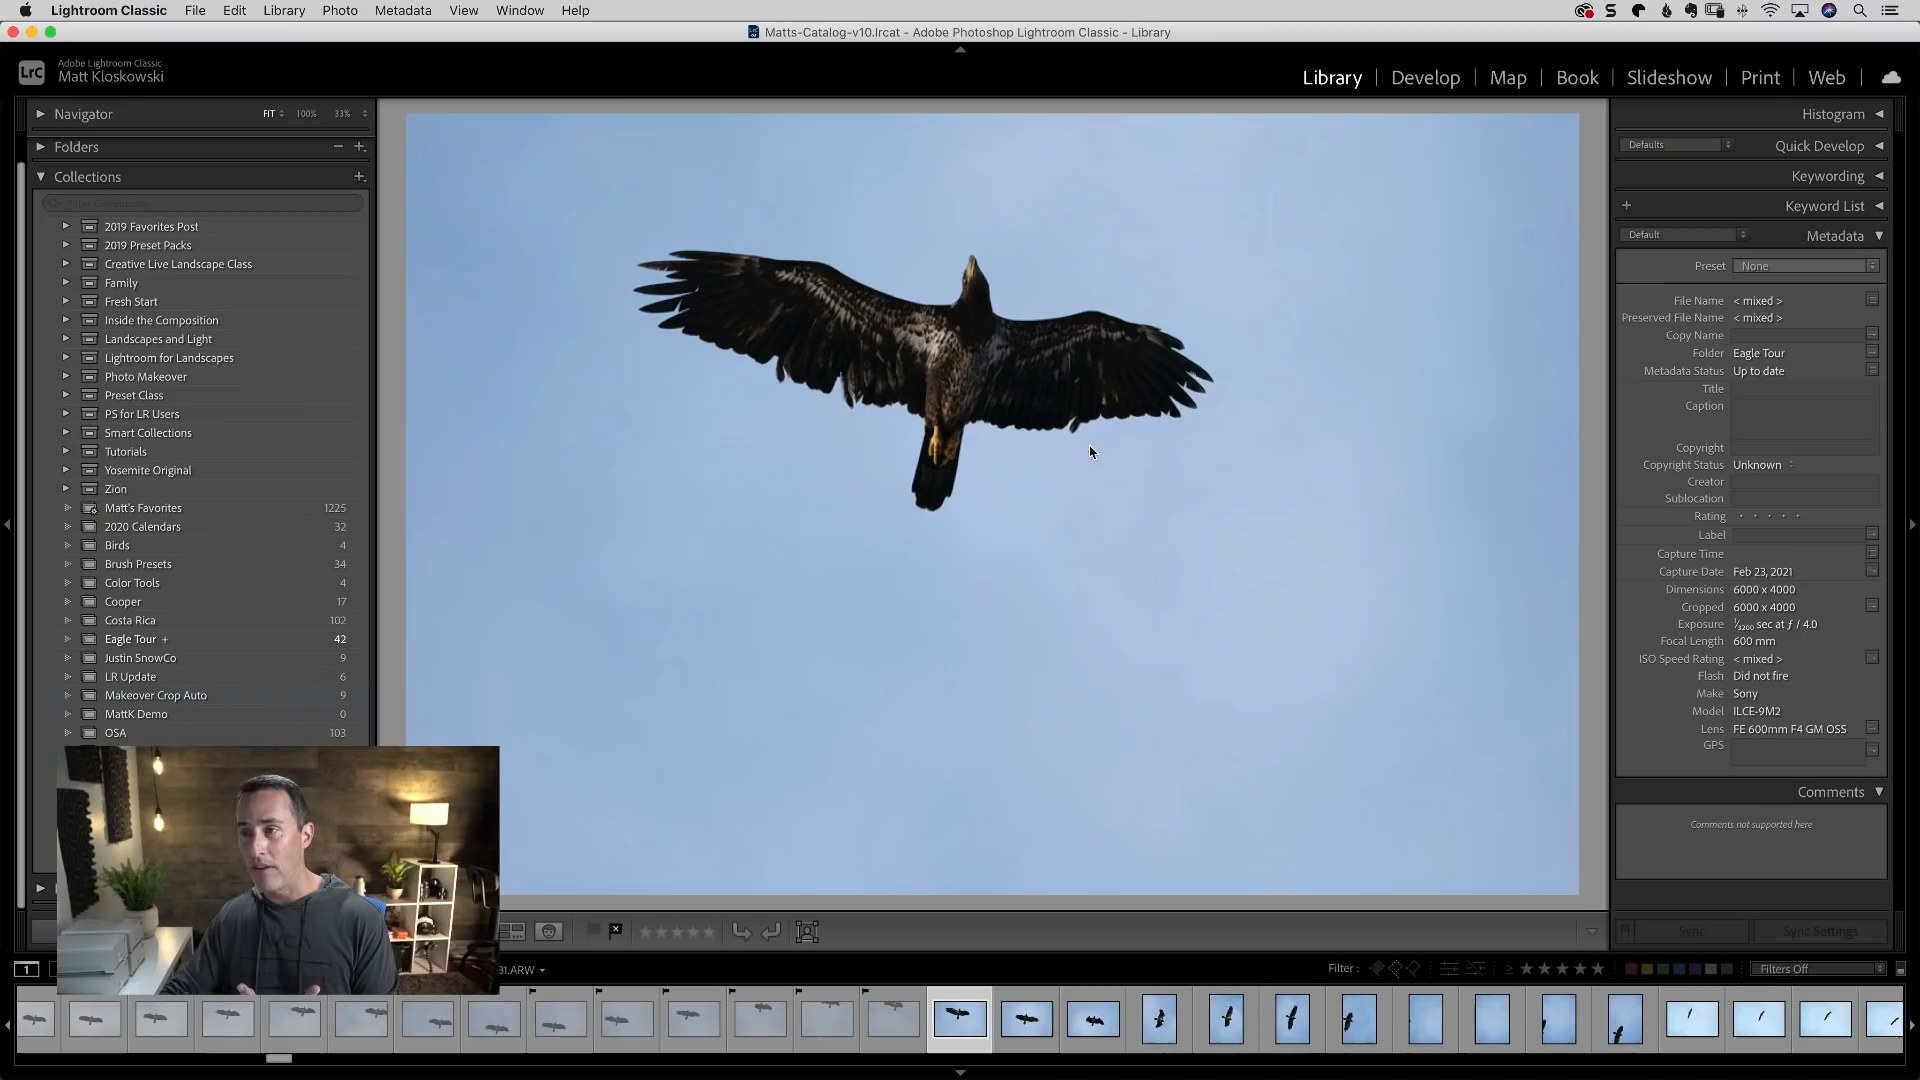 Lightroom Classic File Edit Library Photo Metadata View Window Help
Matts-Catalog-v10.lrcat - Adobe Photoshop Lightroom Classic - Library
LrC
Adobe Lightroom Classic
Matt Kloskowski
Library | Develop | Map | Book | Slideshow | Print | Web
Navigator FIT 100% 33%
Folders
Collections
Filter Collections
2019 Favorites Post
2019 Preset Packs
Creative Live Landscape Class
Family
Fresh Start
Inside the Composition
Landscapes and Light
Lightroom for Landscapes
Photo Makeover
Preset Class
PS for LR Users
Smart Collections
Tutorials
Yosemite Original
Zion
Matt's Favorites 1225
2020 Calendars 32
Birds 4
Brush Presets 34
Color Tools 4
Cooper 17
Costa Rica 102
Eagle Tour + 42
Justin SnowCo 9
LR Update 6
Makeover Crop Auto 9
MattK Demo 0
OSA 103
Histogram
Defaults Quick Develop
Keywording
Keyword List
Default Metadata
Preset None
File Name < mixed >
Preserved File Name < mixed >
Copy Name
Folder Eagle Tour
Metadata Status Up to date
Title
Caption
Copyright
Copyright Status Unknown
Creator
Sublocation
Rating
Label
Capture Time
Capture Date Feb 23, 2021
Dimensions 6000 x 4000
Cropped 6000 x 4000
Exposure 1/3200 sec at ƒ / 4.0
Focal Length 600 mm
ISO Speed Rating < mixed >
Flash Did not fire
Make Sony
Model ILCE-9M2
Lens FE 600mm F4 GM OSS
GPS
Comments
Comments not supported here
Sync Sync Settings
1 .ARW Filter : Filters Off